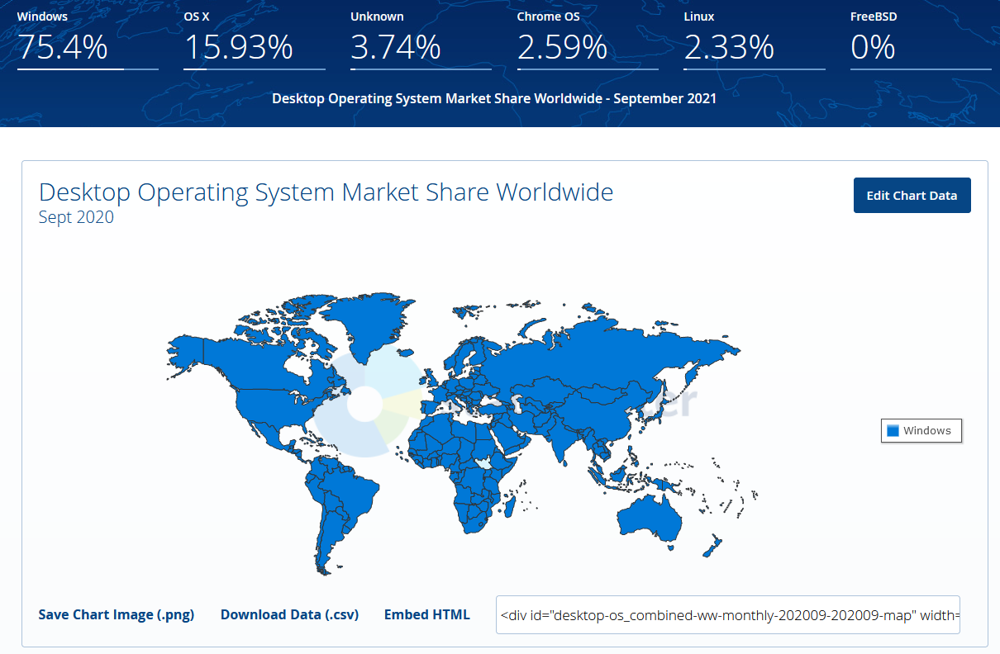 Windows OS X Unknown Chrome OS Linux FreeBSD
75.4% 15.93% 3.74% 2.59% 2.33% 0%
Desktop Operating System Market Share Worldwide - September 2021
Desktop Operating System Market Share Worldwide
Edit Chart Data
Sept 2020
Windows
Save Chart Image (.png) Download Data (.csv) Embed HTML <div id="desktop-os_combined-ww-monthly-202009-202009-map" width=